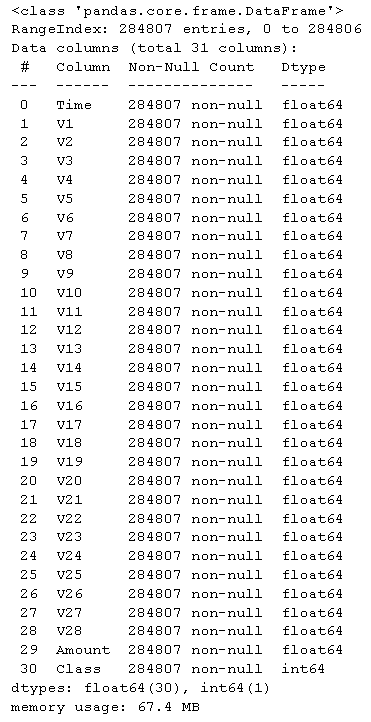 <class 'pandas.core.frame.DataFrame'>
RangeIndex: 284807 entries, 0 to 284806
Data columns (total 31 columns):
 #   Column  Non-Null Count   Dtype
---  ------  --------------   -----
 0   Time    284807 non-null  float64
 1   V1      284807 non-null  float64
 2   V2      284807 non-null  float64
 3   V3      284807 non-null  float64
 4   V4      284807 non-null  float64
 5   V5      284807 non-null  float64
 6   V6      284807 non-null  float64
 7   V7      284807 non-null  float64
 8   V8      284807 non-null  float64
 9   V9      284807 non-null  float64
 10  V10     284807 non-null  float64
 11  V11     284807 non-null  float64
 12  V12     284807 non-null  float64
 13  V13     284807 non-null  float64
 14  V14     284807 non-null  float64
 15  V15     284807 non-null  float64
 16  V16     284807 non-null  float64
 17  V17     284807 non-null  float64
 18  V18     284807 non-null  float64
 19  V19     284807 non-null  float64
 20  V20     284807 non-null  float64
 21  V21     284807 non-null  float64
 22  V22     284807 non-null  float64
 23  V23     284807 non-null  float64
 24  V24     284807 non-null  float64
 25  V25     284807 non-null  float64
 26  V26     284807 non-null  float64
 27  V27     284807 non-null  float64
 28  V28     284807 non-null  float64
 29  Amount  284807 non-null  float64
 30  Class   284807 non-null  int64
dtypes: float64(30), int64(1)
memory usage: 67.4 MB